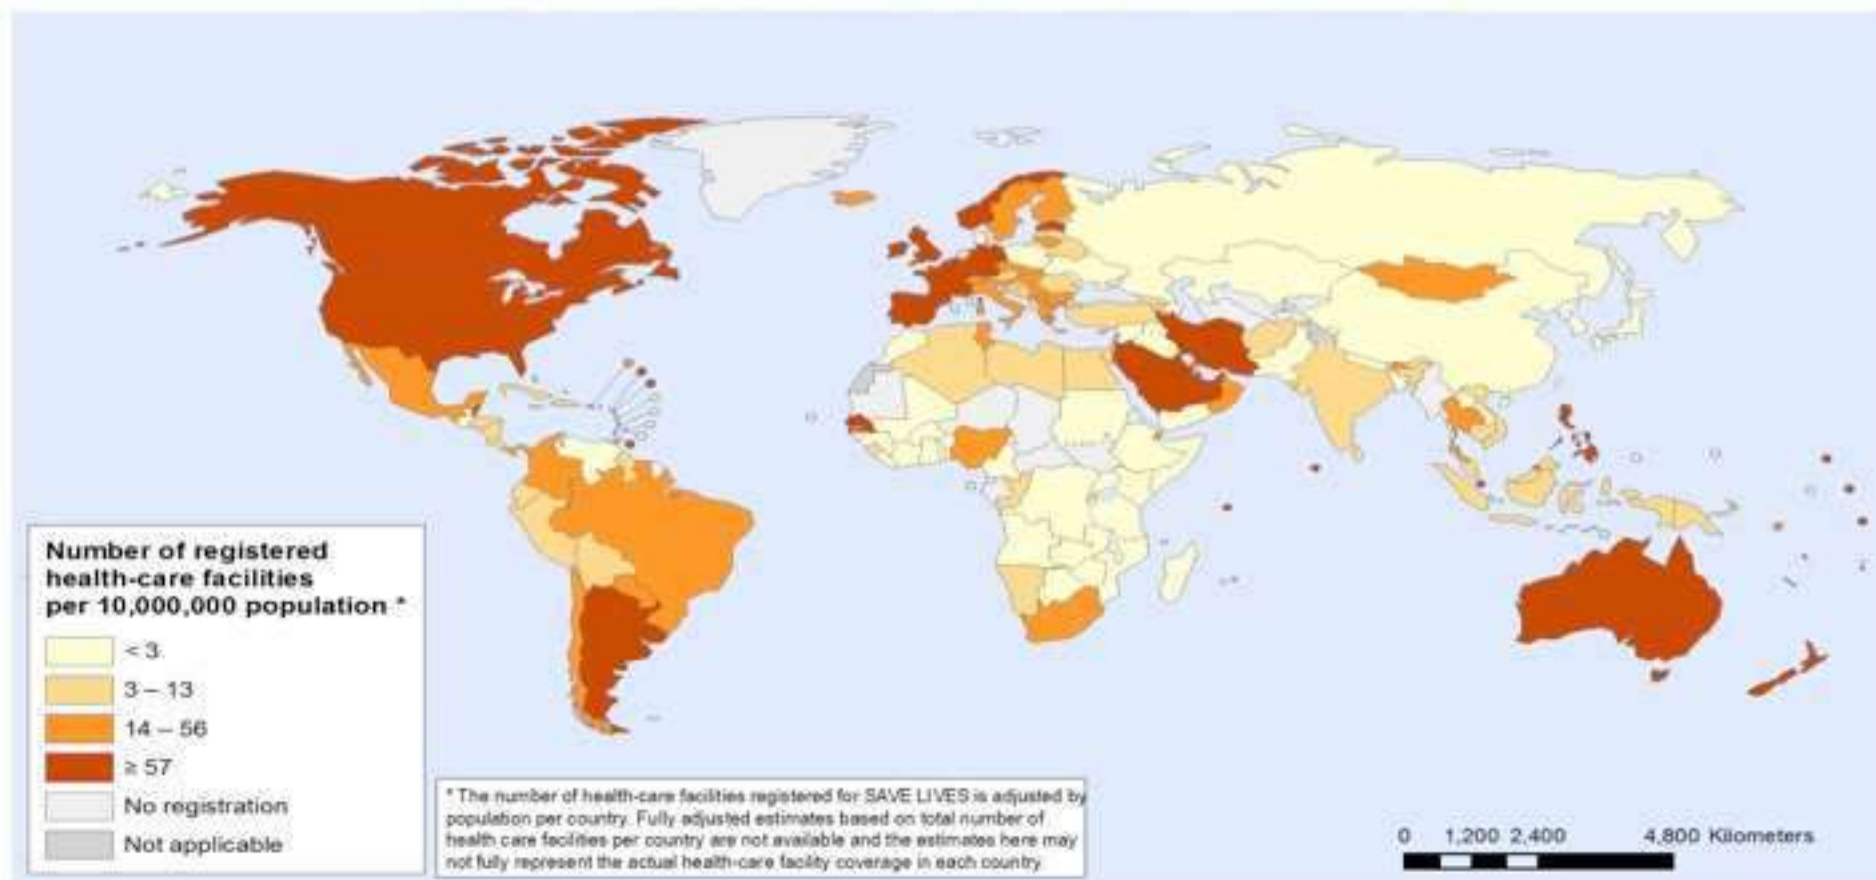 Number of registered
health-care facilities
per 10,000,000 population *
< 3
3 – 13
14 – 56
≥ 57
No registration
Not applicable
* The number of health-care facilities registered for SAVE LIVES is adjusted by
population per country. Fully adjusted estimates based on total number of
health care facilities per country are not available and the estimates here may
not fully represent the actual health-care facility coverage in each country
0 1,200 2,400 4,800 Kilometers